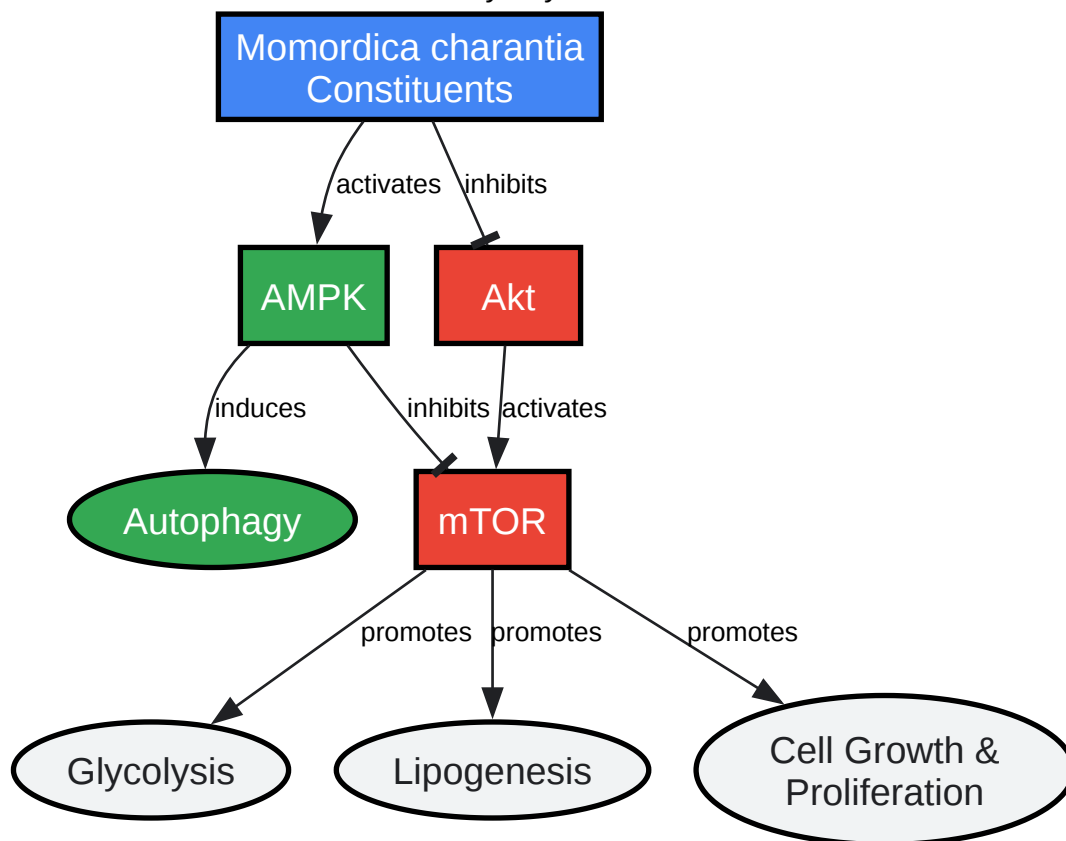 Momordica charantia
Constituents
activates
inhibits
AMPK
Akt
induces
inhibits
activates
Autophagy
mTOR
promotes
promotes
promotes
Glycolysis
Lipogenesis
Cell Growth &
Proliferation